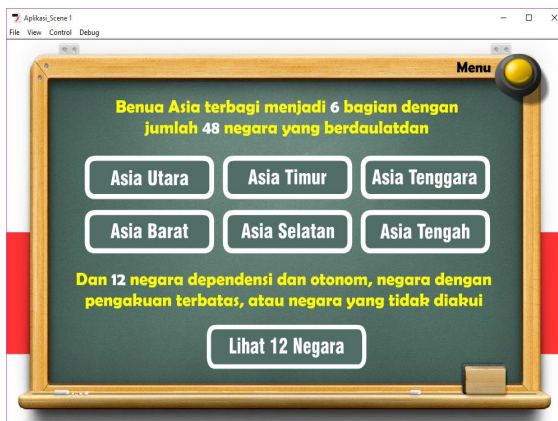 Aplikasi_Scene 1
File View Control Debug
Menu
Benua Asia terbagi menjadi 6 bagian dengan
jumlah 48 negara yang berdaulatdan
Asia Utara Asia Timur Asia Tenggara
Asia Barat Asia Selatan Asia Tengah
Dan 12 negara dependensi dan otonom, negara dengan
pengakuan terbatas, atau negara yang tidak diakui
Lihat 12 Negara